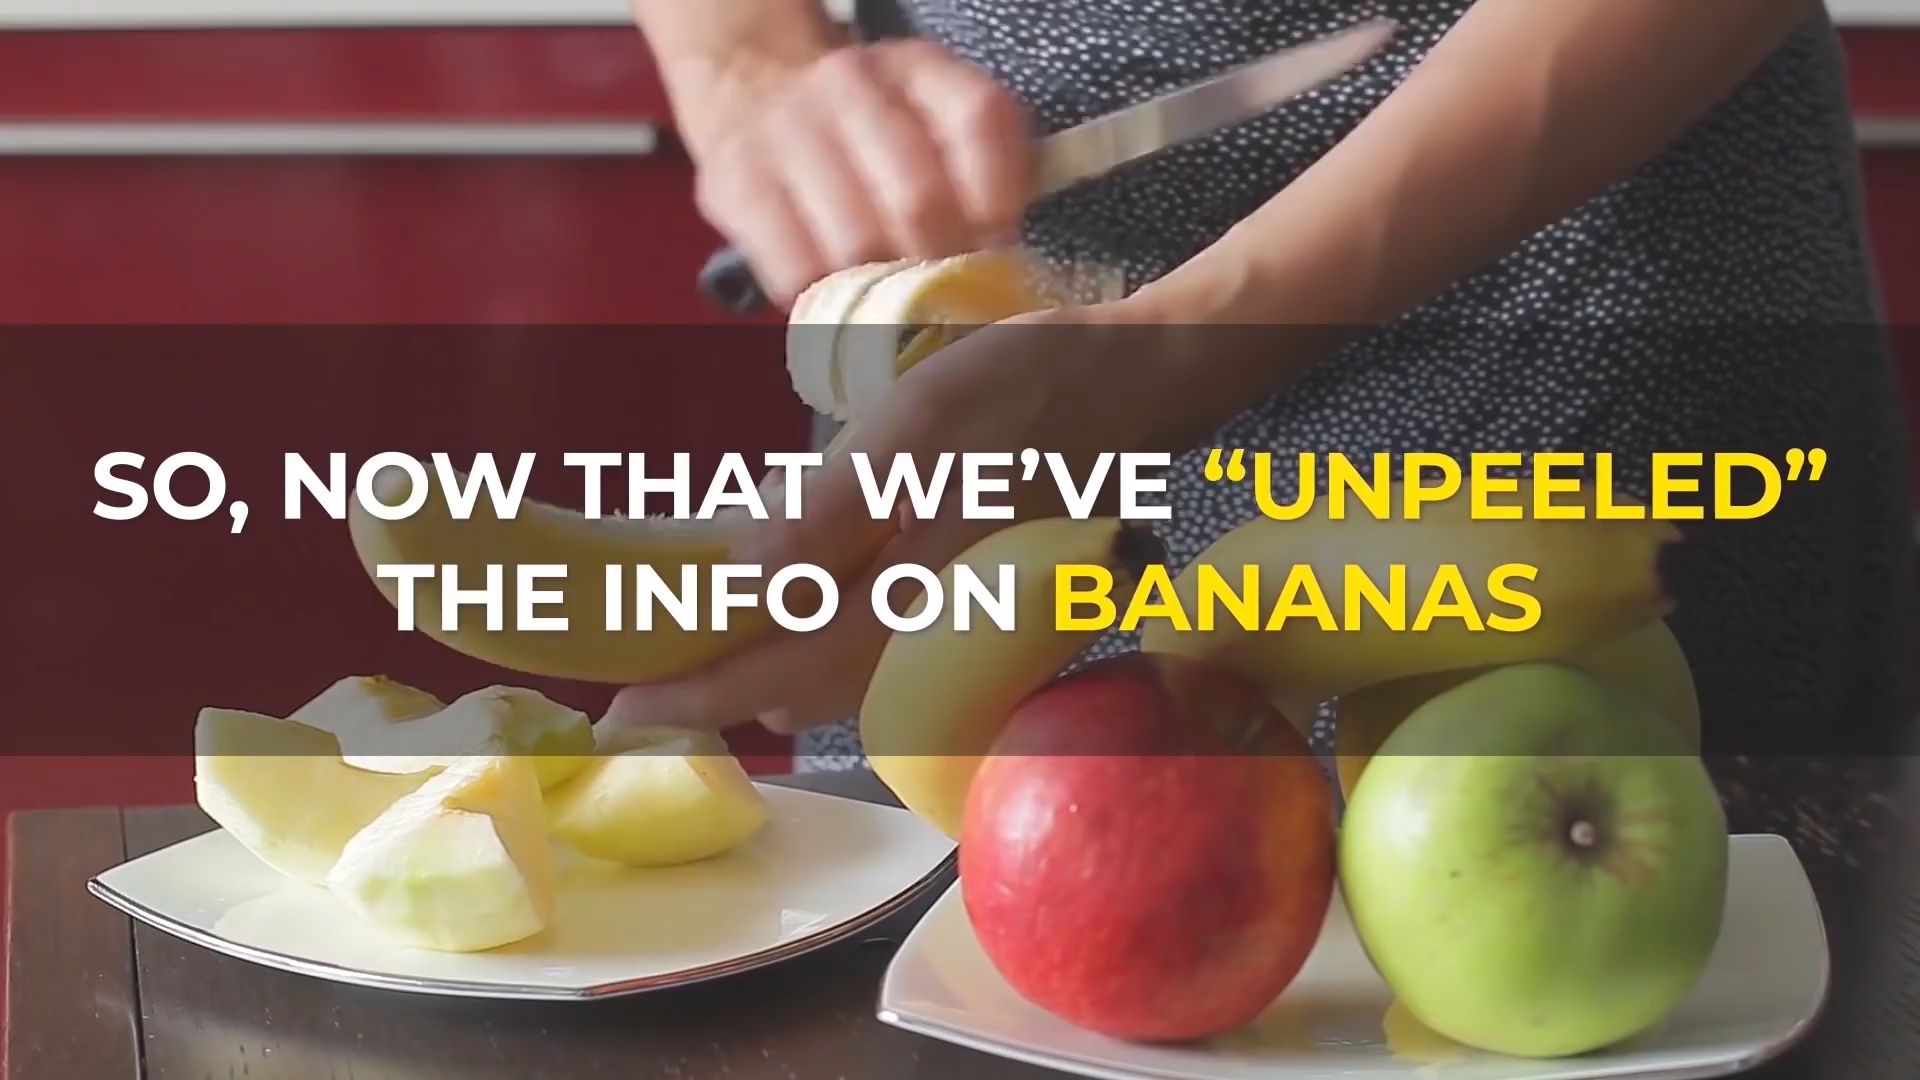 SO, NOW THAT WE’VE “UNPEELED”
THE INFO ON BANANAS